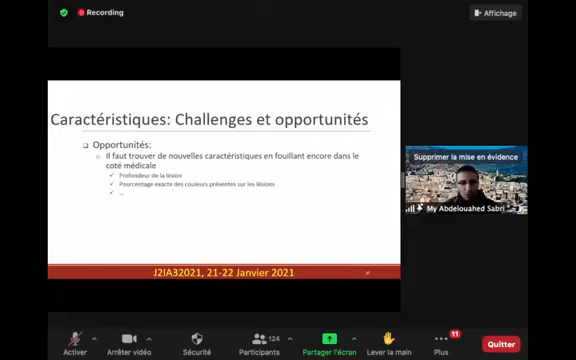 Recording
Affichage
Caractéristiques: Challenges et opportunités
Opportunités:
Il faut trouver de nouvelles caractéristiques en fouillant encore dans le
coté médicale
Profondeur de la lésion
Pourcentage exacte des couleurs présentes sur les lésions
...
J2IA32021, 21-22 Janvier 2021
Supprimer la mise en évidence
My Abdelouahed Sabri
124
11
Activer
Arrêter vidéo
Sécurité
Participants
Partager l'écran
Lever la main
Plus
Quitter